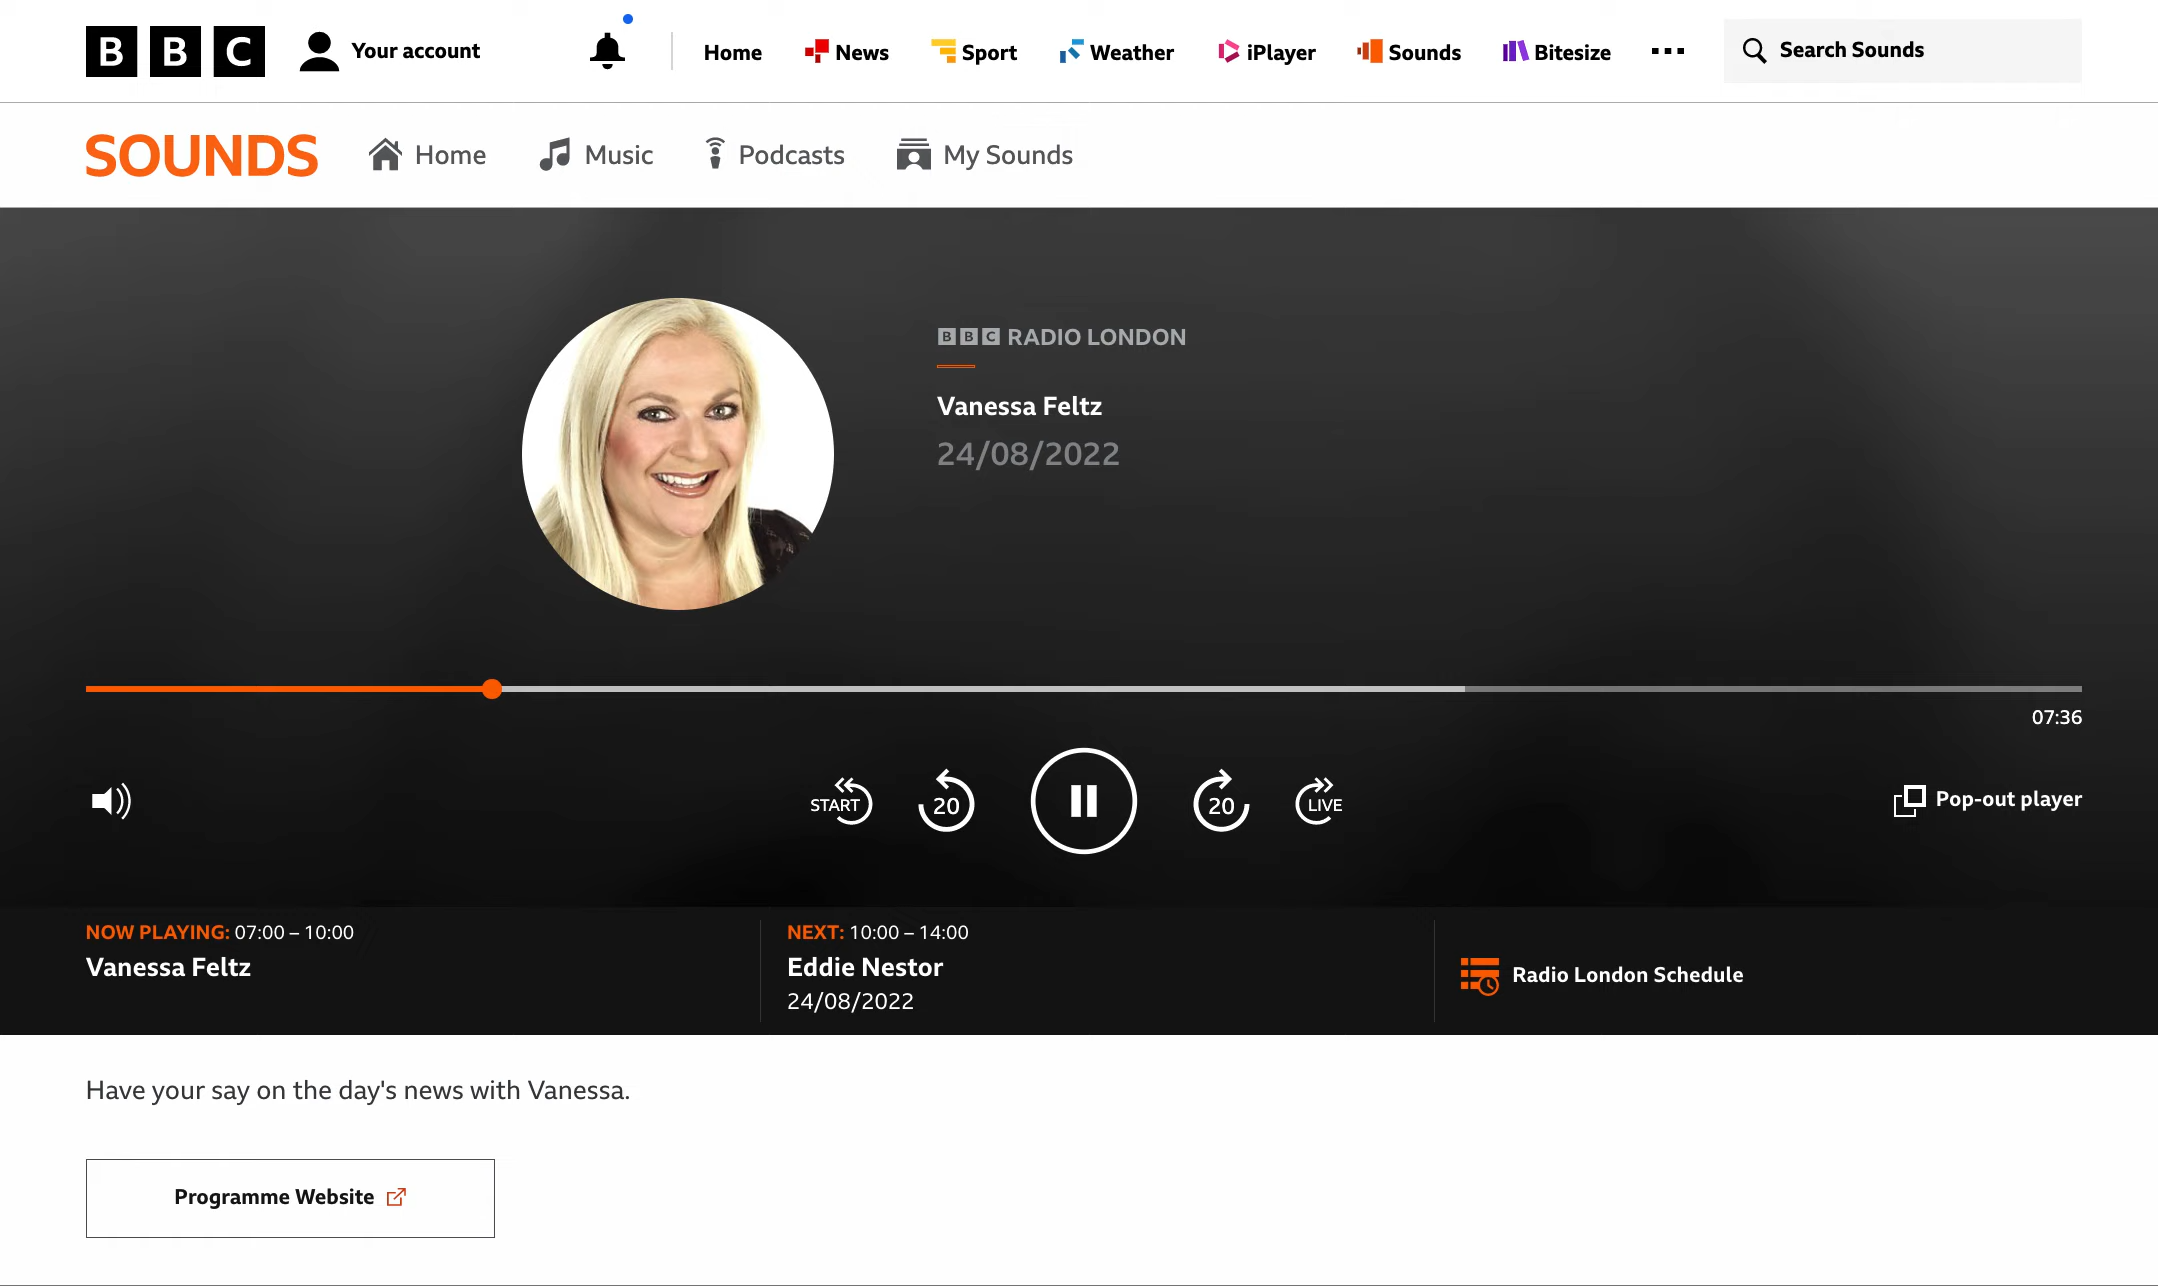 BBC
Your account
Home
News
Sport
Weather
iPlayer
Sounds
Bitesize
Search Sounds
SOUNDS
Home
Music
Podcasts
My Sounds
BBC RADIO LONDON
Vanessa Feltz
24/08/2022
07:36
START
20
20
LIVE
Pop-out player
NOW PLAYING: 07:00 – 10:00
Vanessa Feltz
NEXT: 10:00 – 14:00
Eddie Nestor
24/08/2022
Radio London Schedule
Have your say on the day's news with Vanessa.
Programme Website